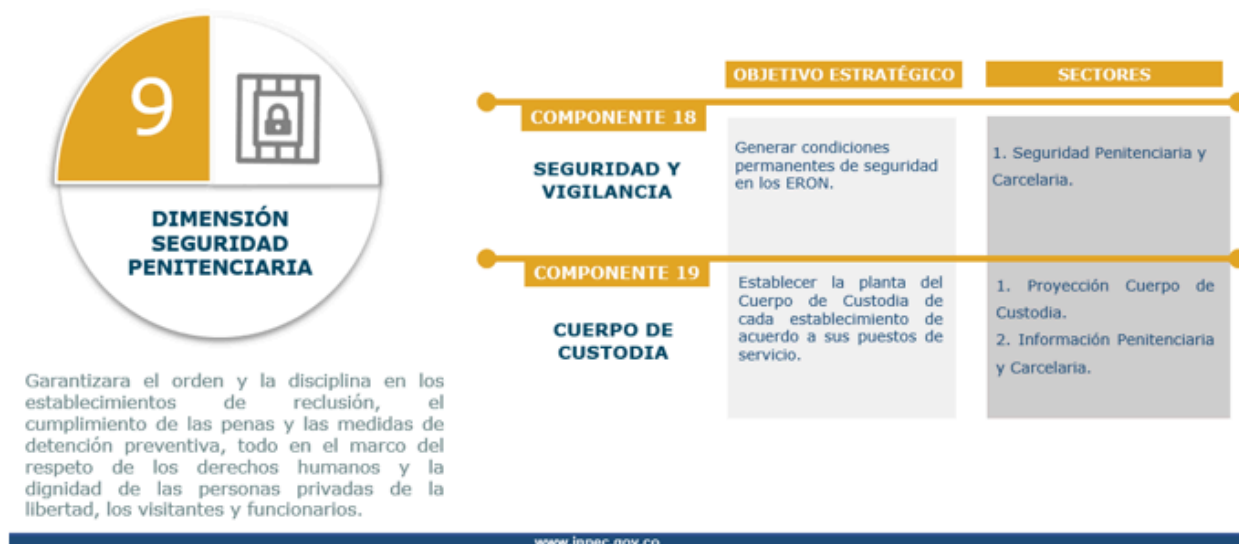 9
DIMENSIÓN
SEGURIDAD
PENITENCIARIA
Garantizara el orden y la disciplina en los
establecimientos de reclusión, el
cumplimiento de las penas y las medidas de
detención preventiva, todo en el marco del
respeto de los derechos humanos y la
dignidad de las personas privadas de la
libertad, los visitantes y funcionarios.
OBJETIVO ESTRATÉGICO
SECTORES
COMPONENTE 18
SEGURIDAD Y
VIGILANCIA
Generar condiciones
permanentes de seguridad
en los ERON.
1. Seguridad Penitenciaria y
Carcelaria.
COMPONENTE 19
CUERPO DE
CUSTODIA
Establecer la planta del
Cuerpo de Custodia de
cada establecimiento de
acuerdo a sus puestos de
servicio.
1. Proyección Cuerpo de
Custodia.
2. Información Penitenciaria
y Carcelaria.
www.inpec.gov.co